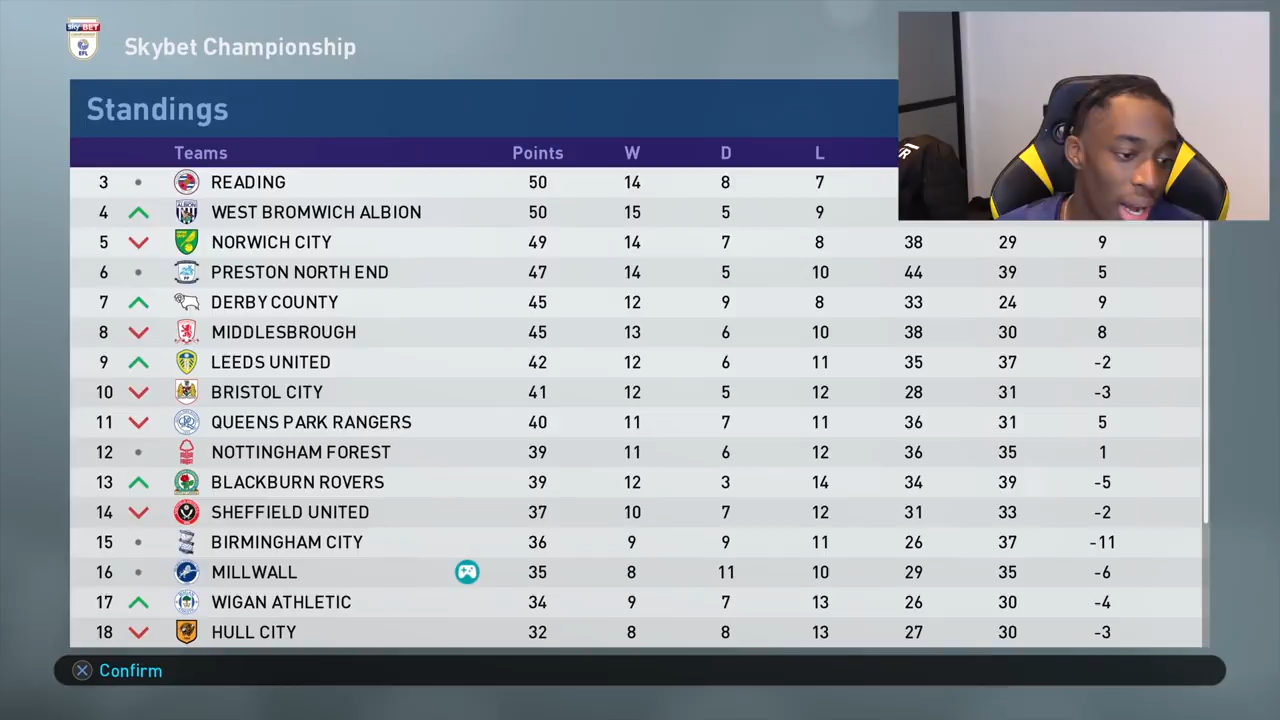 sky BET
EFL
Skybet Championship
Standings
Teams Points W D L
3 READING 50 14 8 7
4 WEST BROMWICH ALBION 50 15 5 9
5 NORWICH CITY 49 14 7 8 38 29 9
6 PRESTON NORTH END 47 14 5 10 44 39 5
7 DERBY COUNTY 45 12 9 8 33 24 9
8 MIDDLESBROUGH 45 13 6 10 38 30 8
9 LEEDS UNITED 42 12 6 11 35 37 -2
10 BRISTOL CITY 41 12 5 12 28 31 -3
11 QUEENS PARK RANGERS 40 11 7 11 36 31 5
12 NOTTINGHAM FOREST 39 11 6 12 36 35 1
13 BLACKBURN ROVERS 39 12 3 14 34 39 -5
14 SHEFFIELD UNITED 37 10 7 12 31 33 -2
15 BIRMINGHAM CITY 36 9 9 11 26 37 -11
16 MILLWALL 35 8 11 10 29 35 -6
17 WIGAN ATHLETIC 34 9 7 13 26 30 -4
18 HULL CITY 32 8 8 13 27 30 -3
Confirm